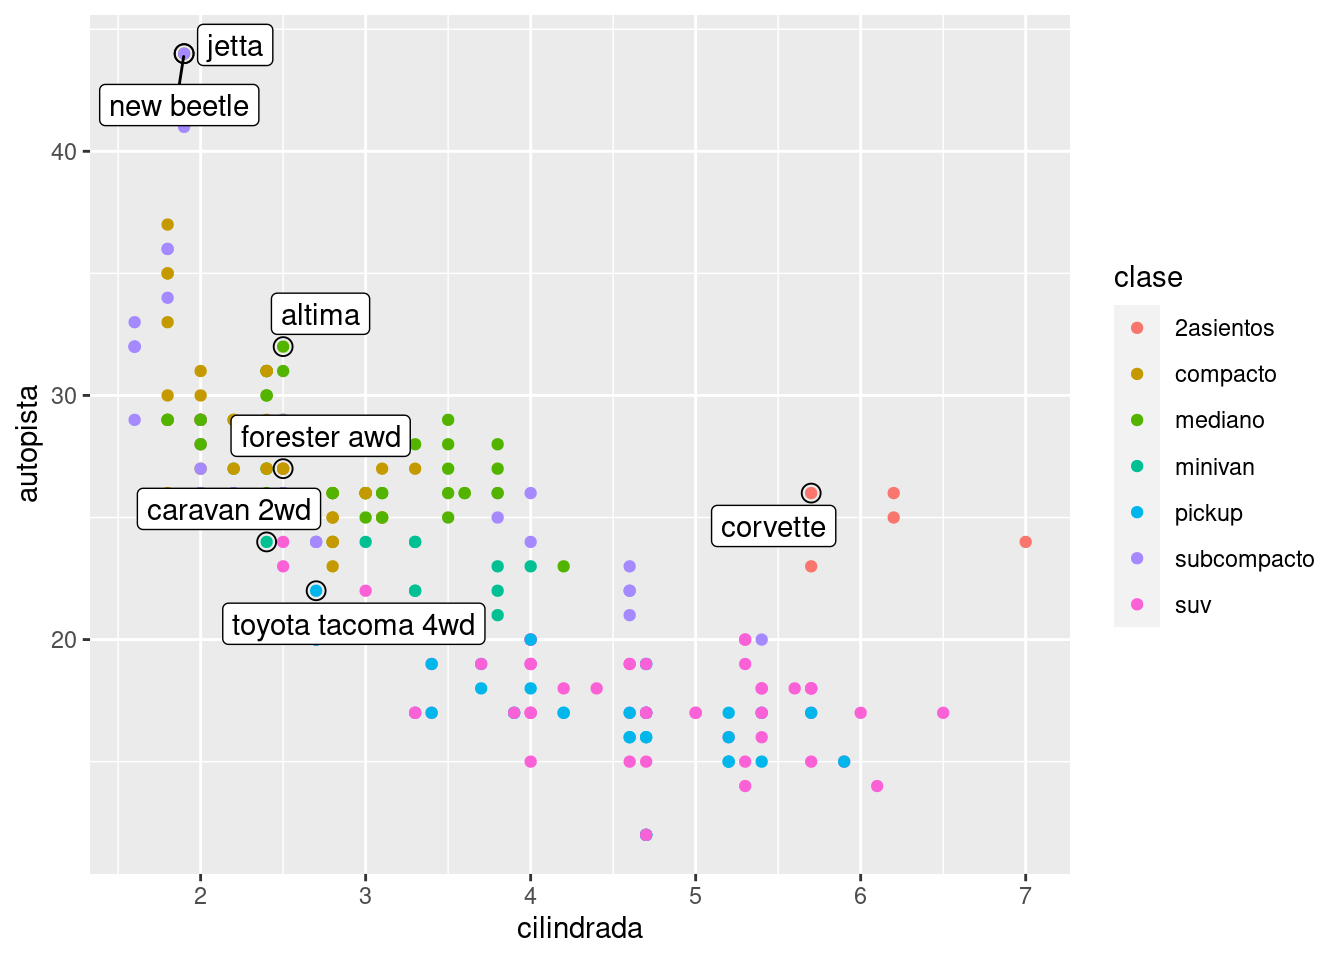 jetta
new beetle
altima
forester awd
caravan 2wd
corvette
toyota tacoma 4wd
40
30
20
autopista
2
3
4
5
6
7
cilindrada
clase
2asientos
compacto
mediano
minivan
pickup
subcompacto
suv